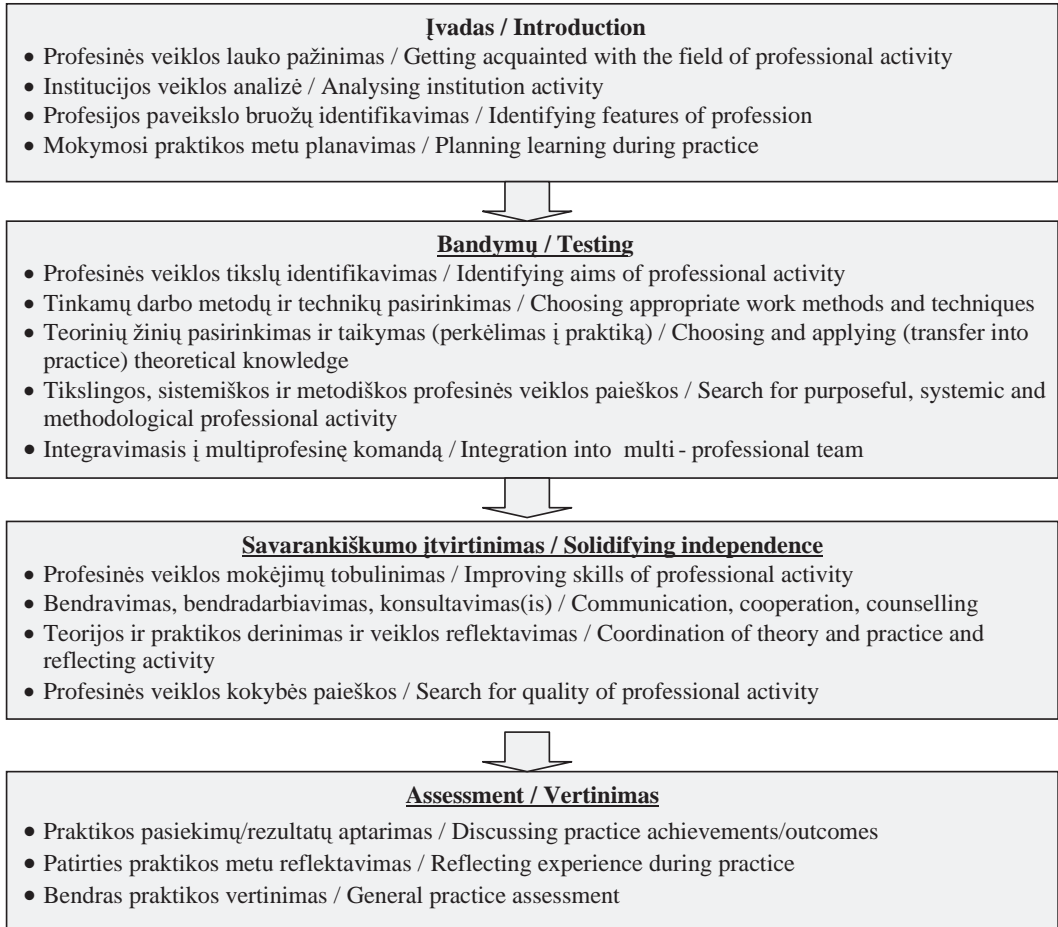 Įvadas / Introduction
• Profesinės veiklos lauko pažinimas / Getting acquainted with the field of professional activity
• Institucijos veiklos analizė / Analysing institution activity
• Profesijos paveikslo bruožų identifikavimas / Identifying features of profession
• Mokymosi praktikos metu planavimas / Planning learning during practice
Bandymų / Testing
• Profesinės veiklos tikslų identifikavimas / Identifying aims of professional activity
• Tinkamų darbo metodų ir technikų pasirinkimas / Choosing appropriate work methods and techniques
• Teorinių žinių pasirinkimas ir taikymas (perkėlimas į praktiką) / Choosing and applying (transfer into
practice) theoretical knowledge
• Tikslingos, sistemiškos ir metodiškos profesinės veiklos paieškos / Search for purposeful, systemic and
methodological professional activity
• Integravimasis į multiprofesinę komandą / Integration into multi - professional team
Savarankiškumo įtvirtinimas / Solidifying independence
• Profesinės veiklos mokėjimų tobulinimas / Improving skills of professional activity
• Bendravimas, bendradarbiavimas, konsultavimas(is) / Communication, cooperation, counselling
• Teorijos ir praktikos derinimas ir veiklos reflektavimas / Coordination of theory and practice and
reflecting activity
• Profesinės veiklos kokybės paieškos / Search for quality of professional activity
Assessment / Vertinimas
• Praktikos pasiekimų/rezultatų aptarimas / Discussing practice achievements/outcomes
• Patirties praktikos metu reflektavimas / Reflecting experience during practice
• Bendras praktikos vertinimas / General practice assessment